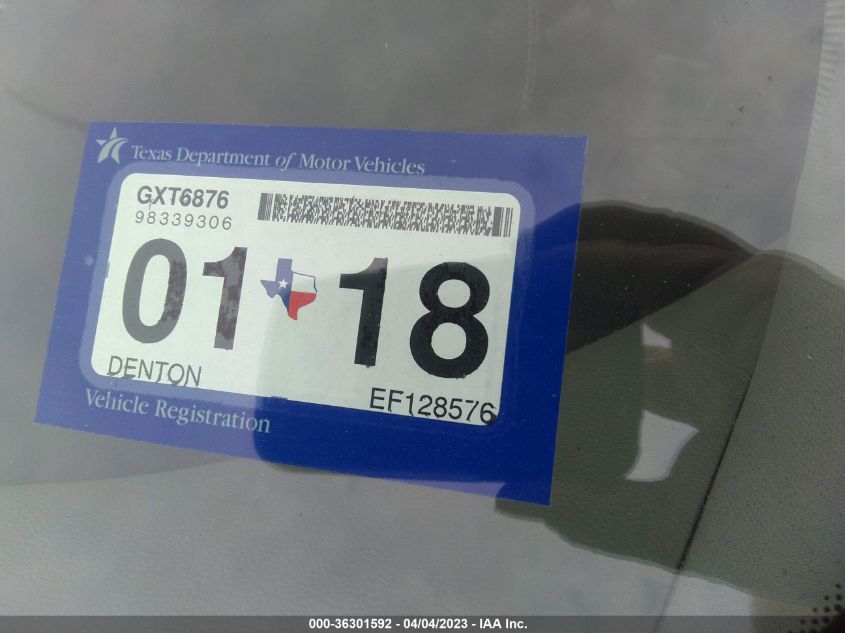 Texas Department of Motor Vehicles
GXT6876
98339306
01 18
DENTON
EF128576
Vehicle Registration
000-36301592 - 04/04/2023 - IAA Inc.